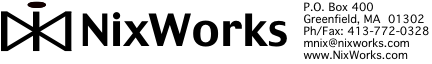 NixWorks
P.O. Box 400
Greenfield, MA 01302
Ph/Fax: 413-772-0328
mnix@nixworks.com
www.NixWorks.com